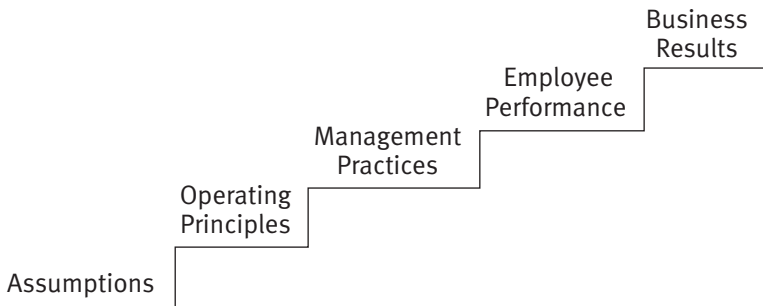 Business
Results
Employee
Performance
Management
Practices
Operating
Principles
Assumptions